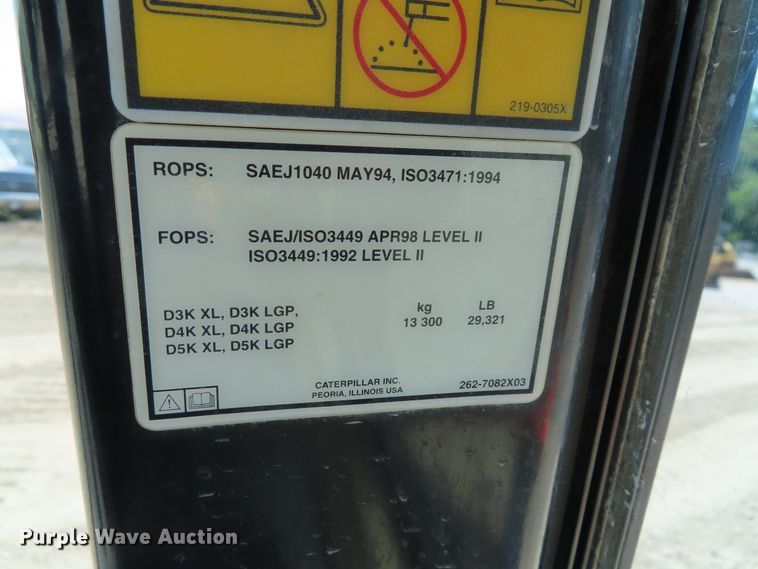 219-0305X
ROPS: SAEJ1040 MAY94, ISO3471:1994
FOPS: SAEJ/ISO3449 APR98 LEVEL II
ISO3449:1992 LEVEL II
D3K XL, D3K LGP, kg LB
D4K XL, D4K LGP 13 300 29,321
D5K XL, D5K LGP
CATERPILLAR INC. 262-7082X03
PEORIA, ILLINOIS USA
Purple Wave Auction